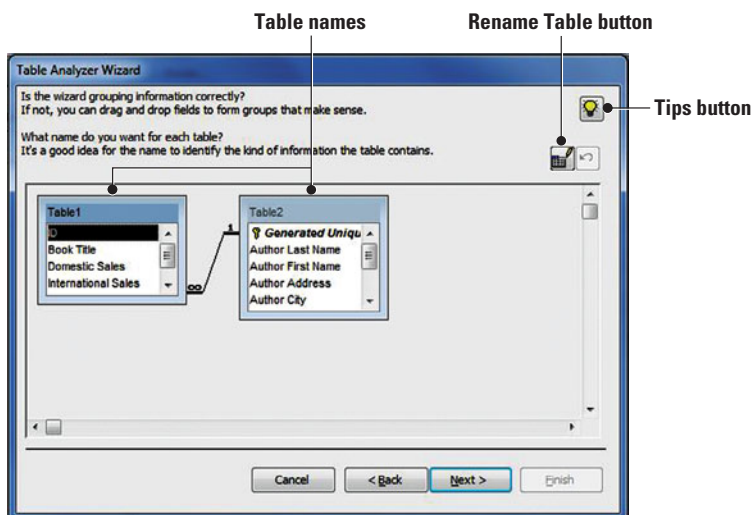 Table names
Rename Table button
Table Analyzer Wizard
Is the wizard grouping information correctly?
If not, you can drag and drop fields to form groups that make sense.
Tips button
What name do you want for each table?
It's a good idea for the name to identify the kind of information the table contains.
Table1
ID
Book Title
Domestic Sales
International Sales
1
∞
Table2
Generated Uniqu
Author Last Name
Author First Name
Author Address
Author City
Cancel
< Back
Next >
Finish